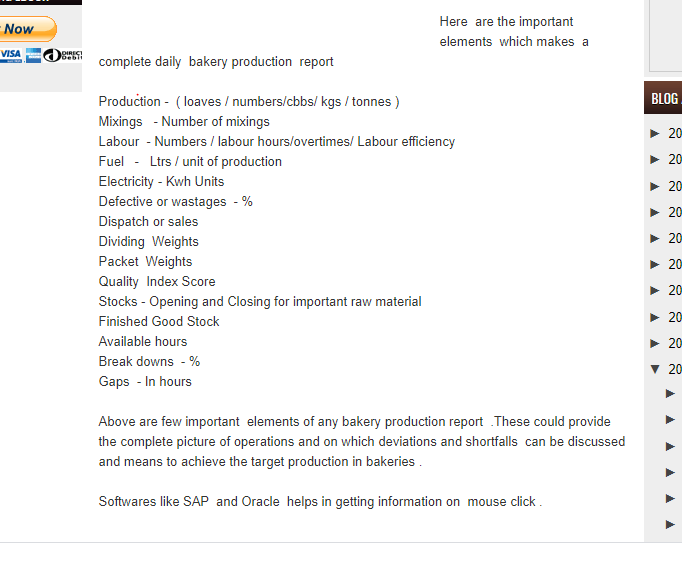 Now
VISA
DIRECT
Debit
Here are the important
elements which makes a
complete daily bakery production report
Production - ( loaves / numbers/cbbs/ kgs / tonnes )
Mixings - Number of mixings
Labour - Numbers / labour hours/overtimes/ Labour efficiency
Fuel - Ltrs / unit of production
Electricity - Kwh Units
Defective or wastages - %
Dispatch or sales
Dividing Weights
Packet Weights
Quality Index Score
Stocks - Opening and Closing for important raw material
Finished Good Stock
Available hours
Break downs - %
Gaps - In hours
Above are few important elements of any bakery production report .These could provide
the complete picture of operations and on which deviations and shortfalls can be discussed
and means to achieve the target production in bakeries .
Softwares like SAP and Oracle helps in getting information on mouse click .
BLOG
► 20
► 20
► 20
► 20
► 20
► 20
► 20
► 20
► 20
▼ 20
►
►
►
►
►
►